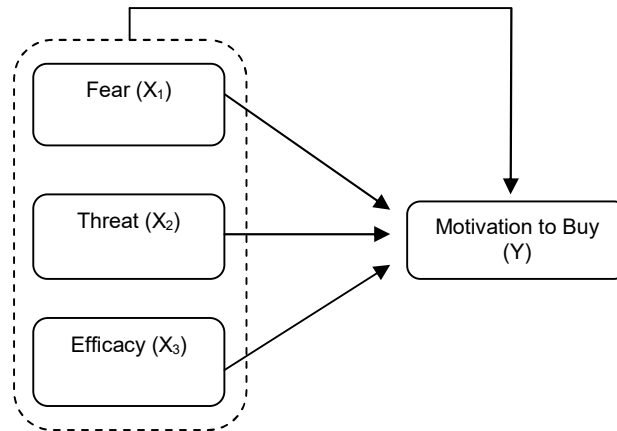 Fear (X₁)
Threat (X₂)
Efficacy (X₃)
Motivation to Buy
(Y)